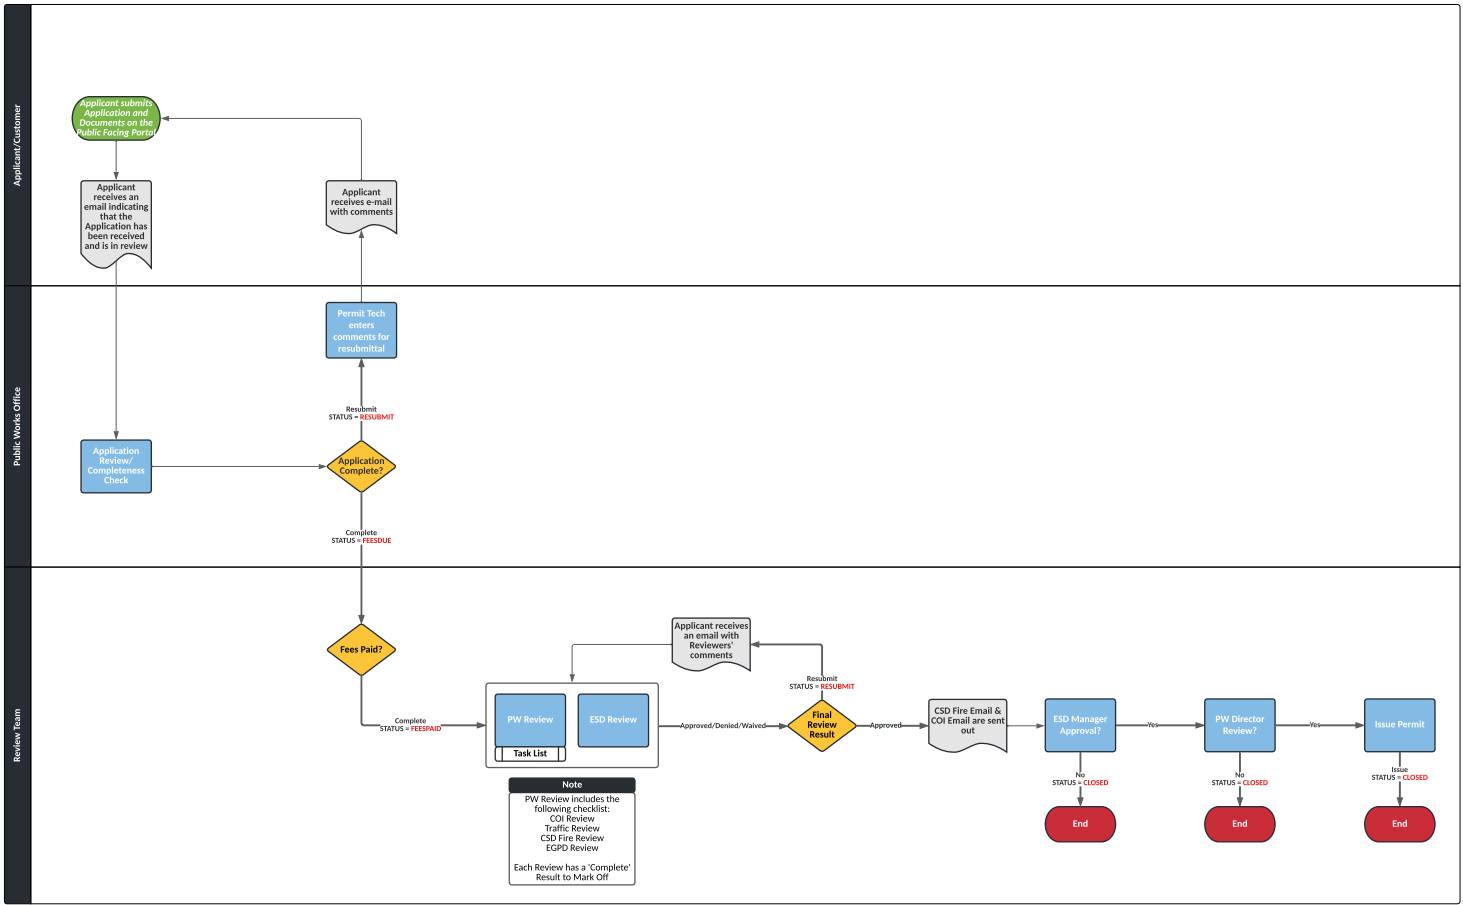 Applicant/Customer
Applicant submits
Application and
Documents on the
Public Facing Portal
Applicant
receives an
email indicating
that the
Application has
been received
and is in review
Applicant
receives e-mail
with comments
Public Works Office
Permit Tech
enters
comments for
resubmittal
Resubmit
STATUS = RESUBMIT
Application
Review/
Completeness
Check
Application
Complete?
Complete
STATUS = FEESDUE
Review Team
Fees Paid?
Complete
STATUS = FEESPAID
PW Review
Task List
ESD Review
Applicant receives
an email with
Reviewers'
comments
Resubmit
STATUS = RESUBMIT
Approved/Denied/Waived
Final
Review
Result
Approved
CSD Fire Email &
COI Email are sent
out
ESD Manager
Approval?
Yes
PW Director
Review?
Yes
Issue Permit
No
STATUS = CLOSED
No
STATUS = CLOSED
Issue
STATUS = CLOSED
End
End
End
Note
PW Review includes the
following checklist:
COI Review
Traffic Review
CSD Fire Review
EGPD Review
Each Review has a 'Complete'
Result to Mark Off